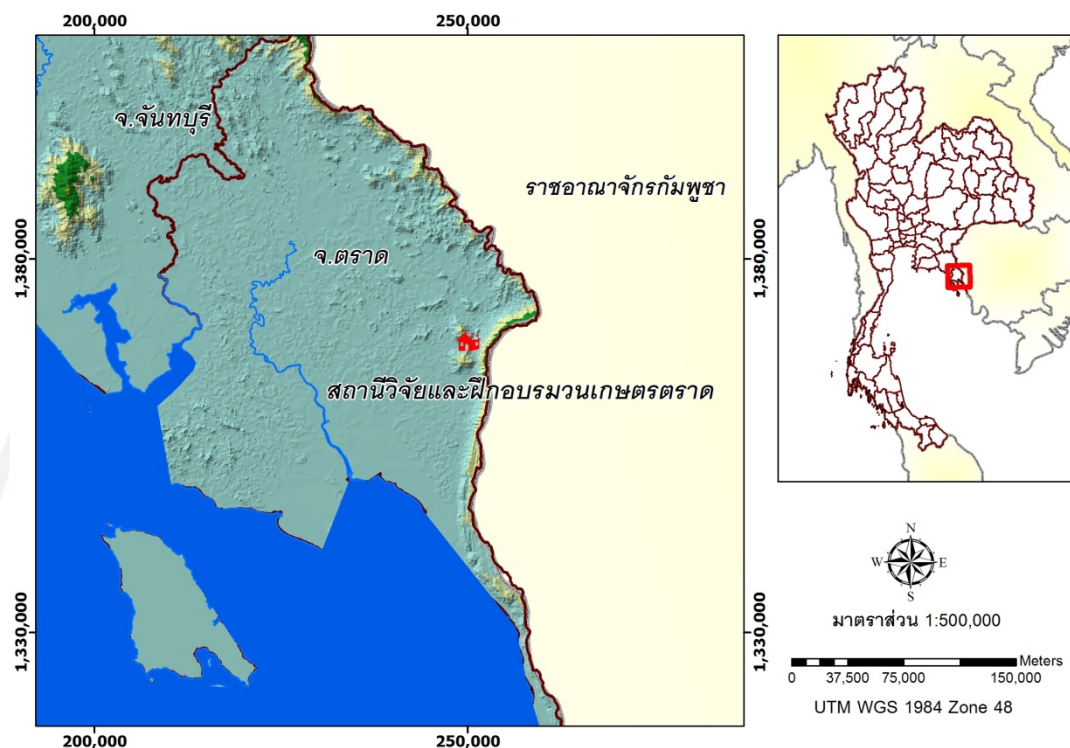 200,000 250,000
จ.จันทบุรี
ราชอาณาจักรกัมพูชา
จ.ตราด
1,380,000 1,380,000
สถานีวิจัยและฝึกอบรมวนเกษตรตราด
1,330,000 1,330,000
200,000 250,000
N
W E
S
มาตราส่วน 1:500,000
Meters
0 37,500 75,000 150,000
UTM WGS 1984 Zone 48